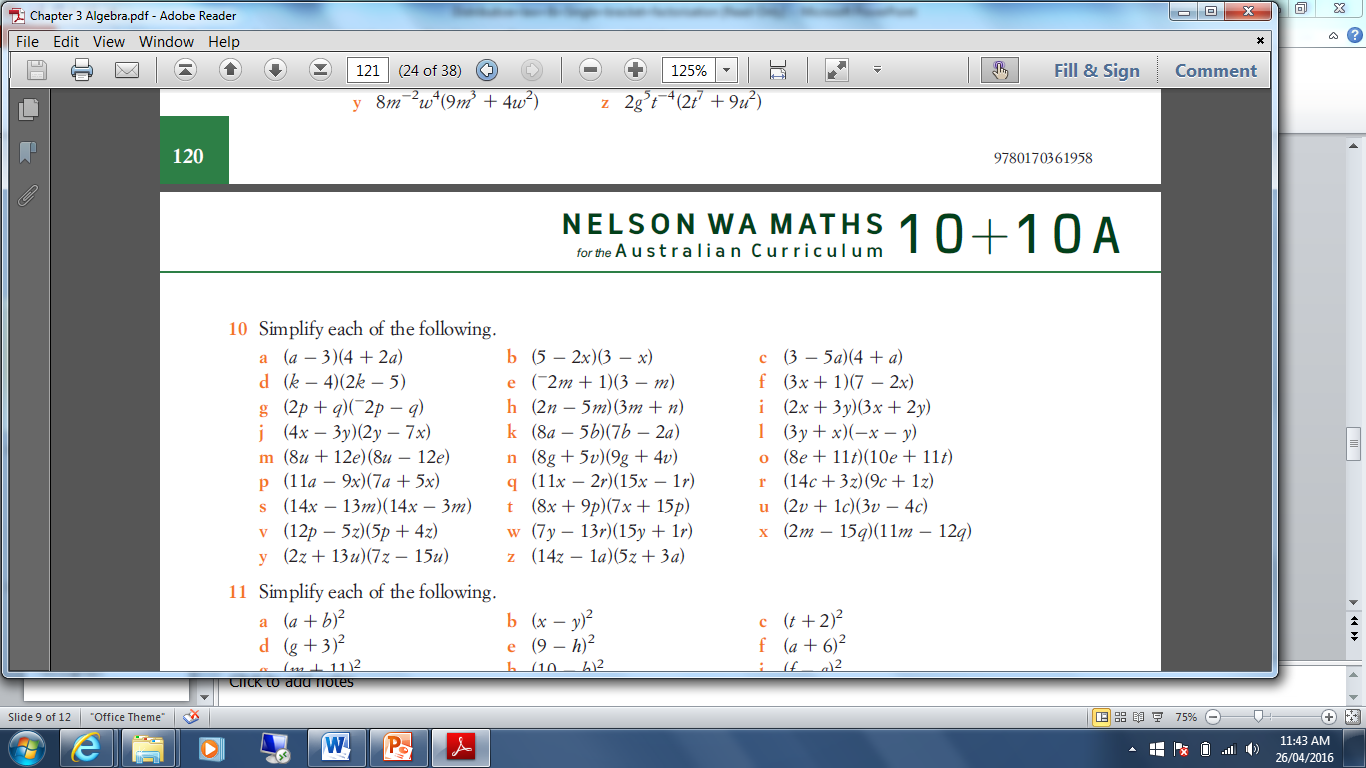 Chapter 3 Algebra.pdf - Adobe Reader
File Edit View Window Help
121 (24 of 38) 125% Fill & Sign Comment
y 8m⁻²w⁴(9m³ + 4w²) z 2g⁵t⁻⁴(2t⁷ + 9u²)
120
9780170361958
NELSON WA MATHS 10+10A
for the Australian Curriculum
10 Simplify each of the following.
a (a − 3)(4 + 2a) b (5 − 2x)(3 − x) c (3 − 5a)(4 + a)
d (k − 4)(2k − 5) e (⁻2m + 1)(3 − m) f (3x + 1)(7 − 2x)
g (2p + q)(⁻2p − q) h (2n − 5m)(3m + n) i (2x + 3y)(3x + 2y)
j (4x − 3y)(2y − 7x) k (8a − 5b)(7b − 2a) l (3y + x)(−x − y)
m (8u + 12e)(8u − 12e) n (8g + 5v)(9g + 4v) o (8e + 11t)(10e + 11t)
p (11a − 9x)(7a + 5x) q (11x − 2r)(15x − 1r) r (14c + 3z)(9c + 1z)
s (14x − 13m)(14x − 3m) t (8x + 9p)(7x + 15p) u (2v + 1c)(3v − 4c)
v (12p − 5z)(5p + 4z) w (7y − 13r)(15y + 1r) x (2m − 15q)(11m − 12q)
y (2z + 13u)(7z − 15u) z (14z − 1a)(5z + 3a)
11 Simplify each of the following.
a (a + b)² b (x − y)² c (t + 2)²
d (g + 3)² e (9 − h)² f (a + 6)²
(m + 11)² (10 − b)²
Click to add notes
Slide 9 of 12 "Office Theme" 75%
11:43 AM
26/04/2016